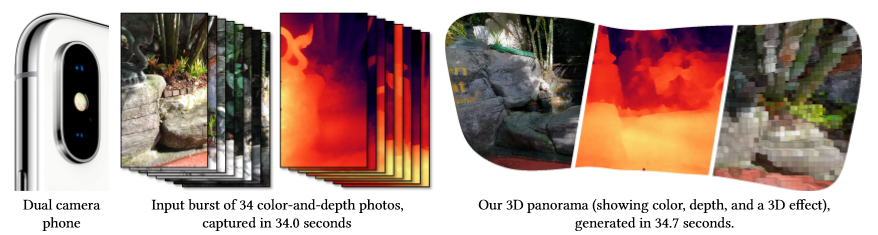 Dual camera
phone
Input burst of 34 color-and-depth photos,
captured in 34.0 seconds
Our 3D panorama (showing color, depth, and a 3D effect),
generated in 34.7 seconds.